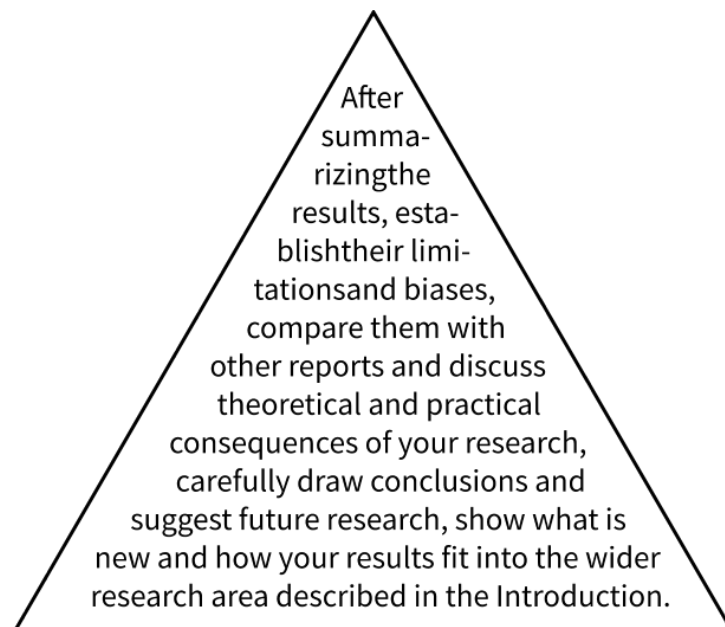 After
summa-
rizingthe
results, esta-
blishtheir limi-
tationsand biases,
compare them with
other reports and discuss
theoretical and practical
consequences of your research,
carefully draw conclusions and
suggest future research, show what is
new and how your results fit into the wider
research area described in the Introduction.